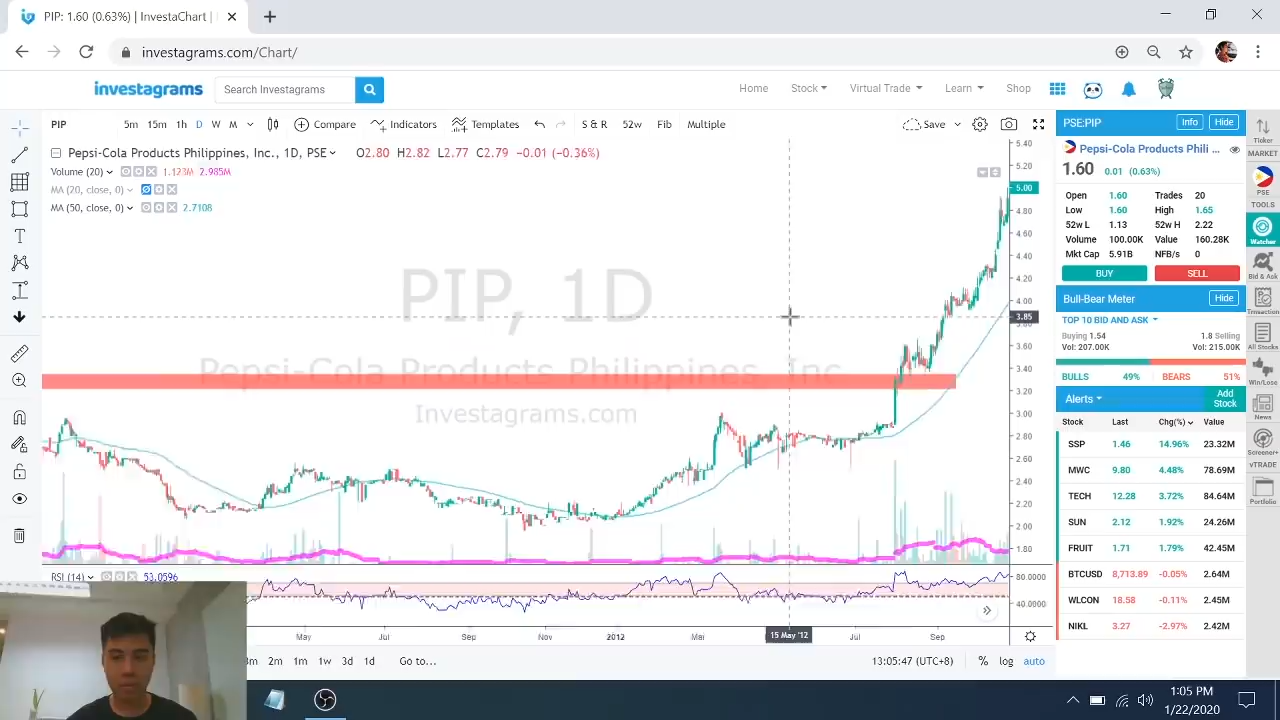 PIP: 1.60 (0.63%) | InvestaChart |
investagrams.com/Chart/
investagrams
Search Investagrams
Home Stock Virtual Trade Learn Shop
PIP 5m 15m 1h D W M Compare Indicators Templates S & R 52w Fib Multiple Save
Pepsi-Cola Products Philippines, Inc., 1D, PSE O2.80 H2.82 L2.77 C2.79 −0.01 (−0.36%)
Volume (20) 1.123M 2.985M
MA (20, close, 0)
MA (50, close, 0) 2.7108
PIP, 1D
Pepsi-Cola Products Philippines, Inc
Investagrams.com
5.40
5.20
5.00
4.80
4.60
4.40
4.20
4.00
3.85
3.80
3.60
3.40
3.20
3.00
2.80
2.60
2.40
2.20
2.00
1.80
RSI (14) 53.0596
80.0000
40.0000
May Jul Sep Nov 2012 Mar 15 May '12 Jul Sep
3m 2m 1m 1w 3d 1d Go to... 13:05:47 (UTC+8) % log auto
PSE:PIP Info Hide
Pepsi-Cola Products Phili ...
1.60 0.01 (0.63%)
Open 1.60 Trades 20
Low 1.60 High 1.65
52w L 1.13 52w H 2.22
Volume 100.00K Value 160.28K
Mkt Cap 5.91B NFB/s 0
BUY SELL
Bull-Bear Meter Hide
TOP 10 BID AND ASK
Buying 1.54 1.8 Selling
Vol: 207.00K Vol: 215.00K
BULLS 49% BEARS 51%
Alerts Add Stock
Stock Last Chg(%) Value
SSP 1.46 14.96% 23.32M
MWC 9.80 4.48% 78.69M
TECH 12.28 3.72% 84.64M
SUN 2.12 1.92% 24.26M
FRUIT 1.71 1.79% 42.45M
BTCUSD 8,713.89 -0.05% 2.64M
WLCON 18.58 -0.11% 2.45M
NIKL 3.27 -2.97% 2.42M
Ticker
MARKET
PSE
TOOLS
Watcher
Bid & Ask
Transaction
All Stocks
Win/Lose
News
Screener+
vTRADE
Portfolio
1:05 PM
1/22/2020